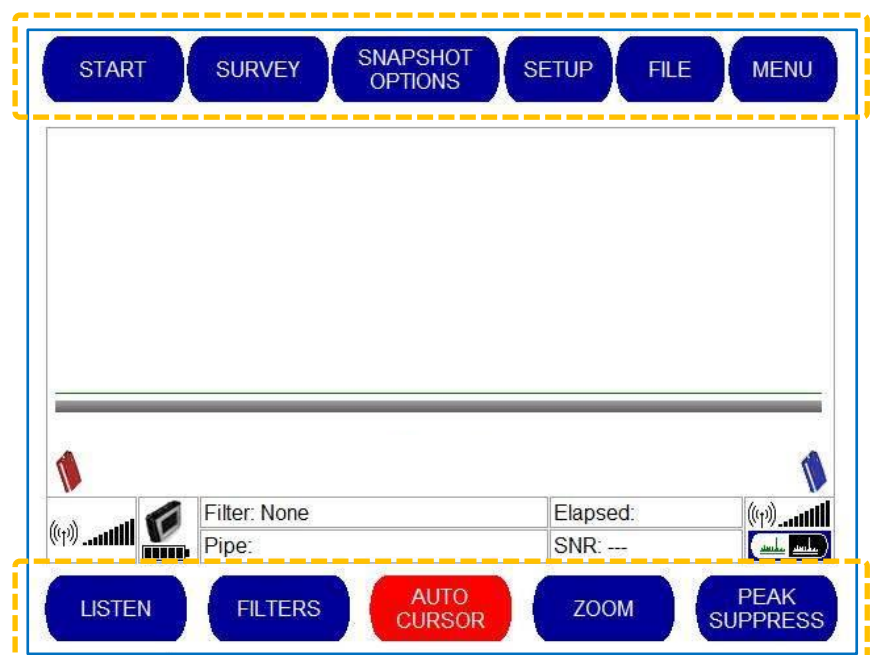 START
SURVEY
SNAPSHOT
OPTIONS
SETUP
FILE
MENU
Filter: None
Elapsed:
Pipe:
SNR: ---
LISTEN
FILTERS
AUTO
CURSOR
ZOOM
PEAK
SUPPRESS